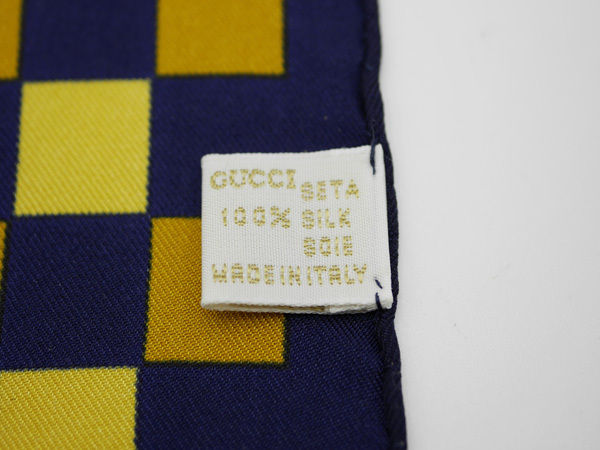 GUCCI SETA
100% SILK
SOIE
MADE IN ITALY